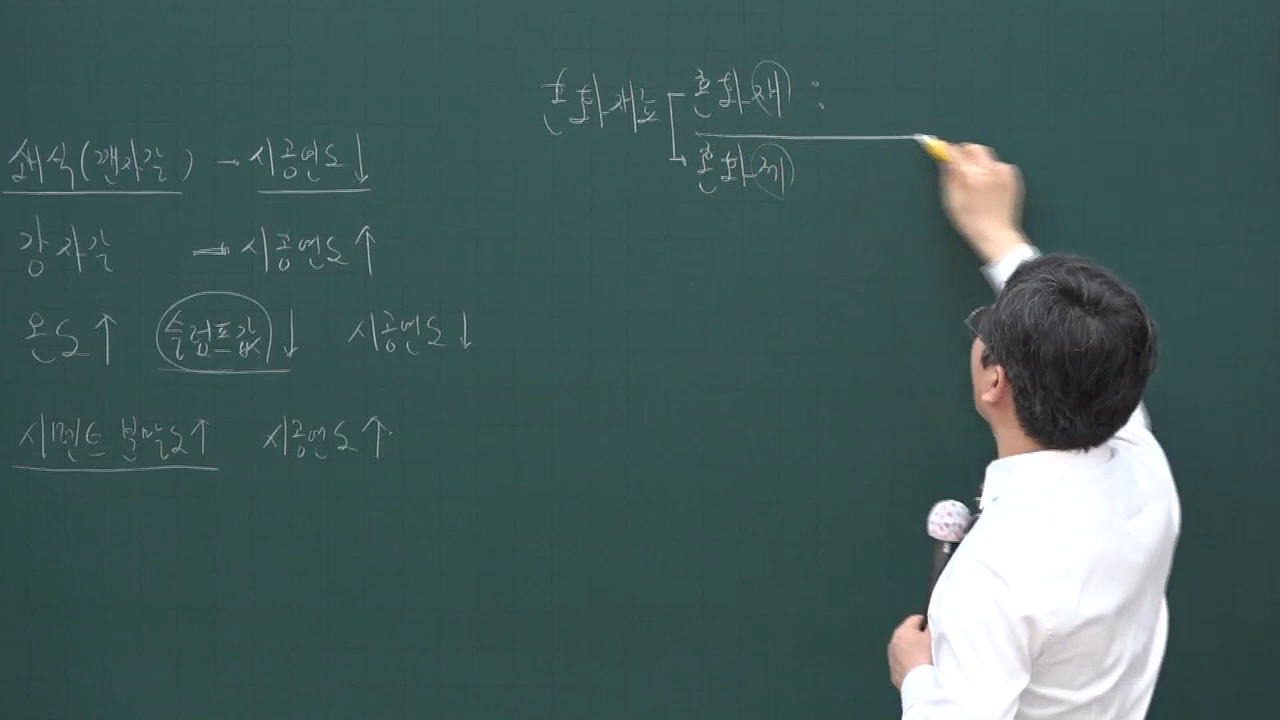 쇄석(깬자갈) → 시공연도↓
강자갈 → 시공연도↑
온도↑ 슬럼프값↓ 시공연도↓
시멘트 분말도↑ 시공연도↑
혼화재료 혼화재 :
혼화제